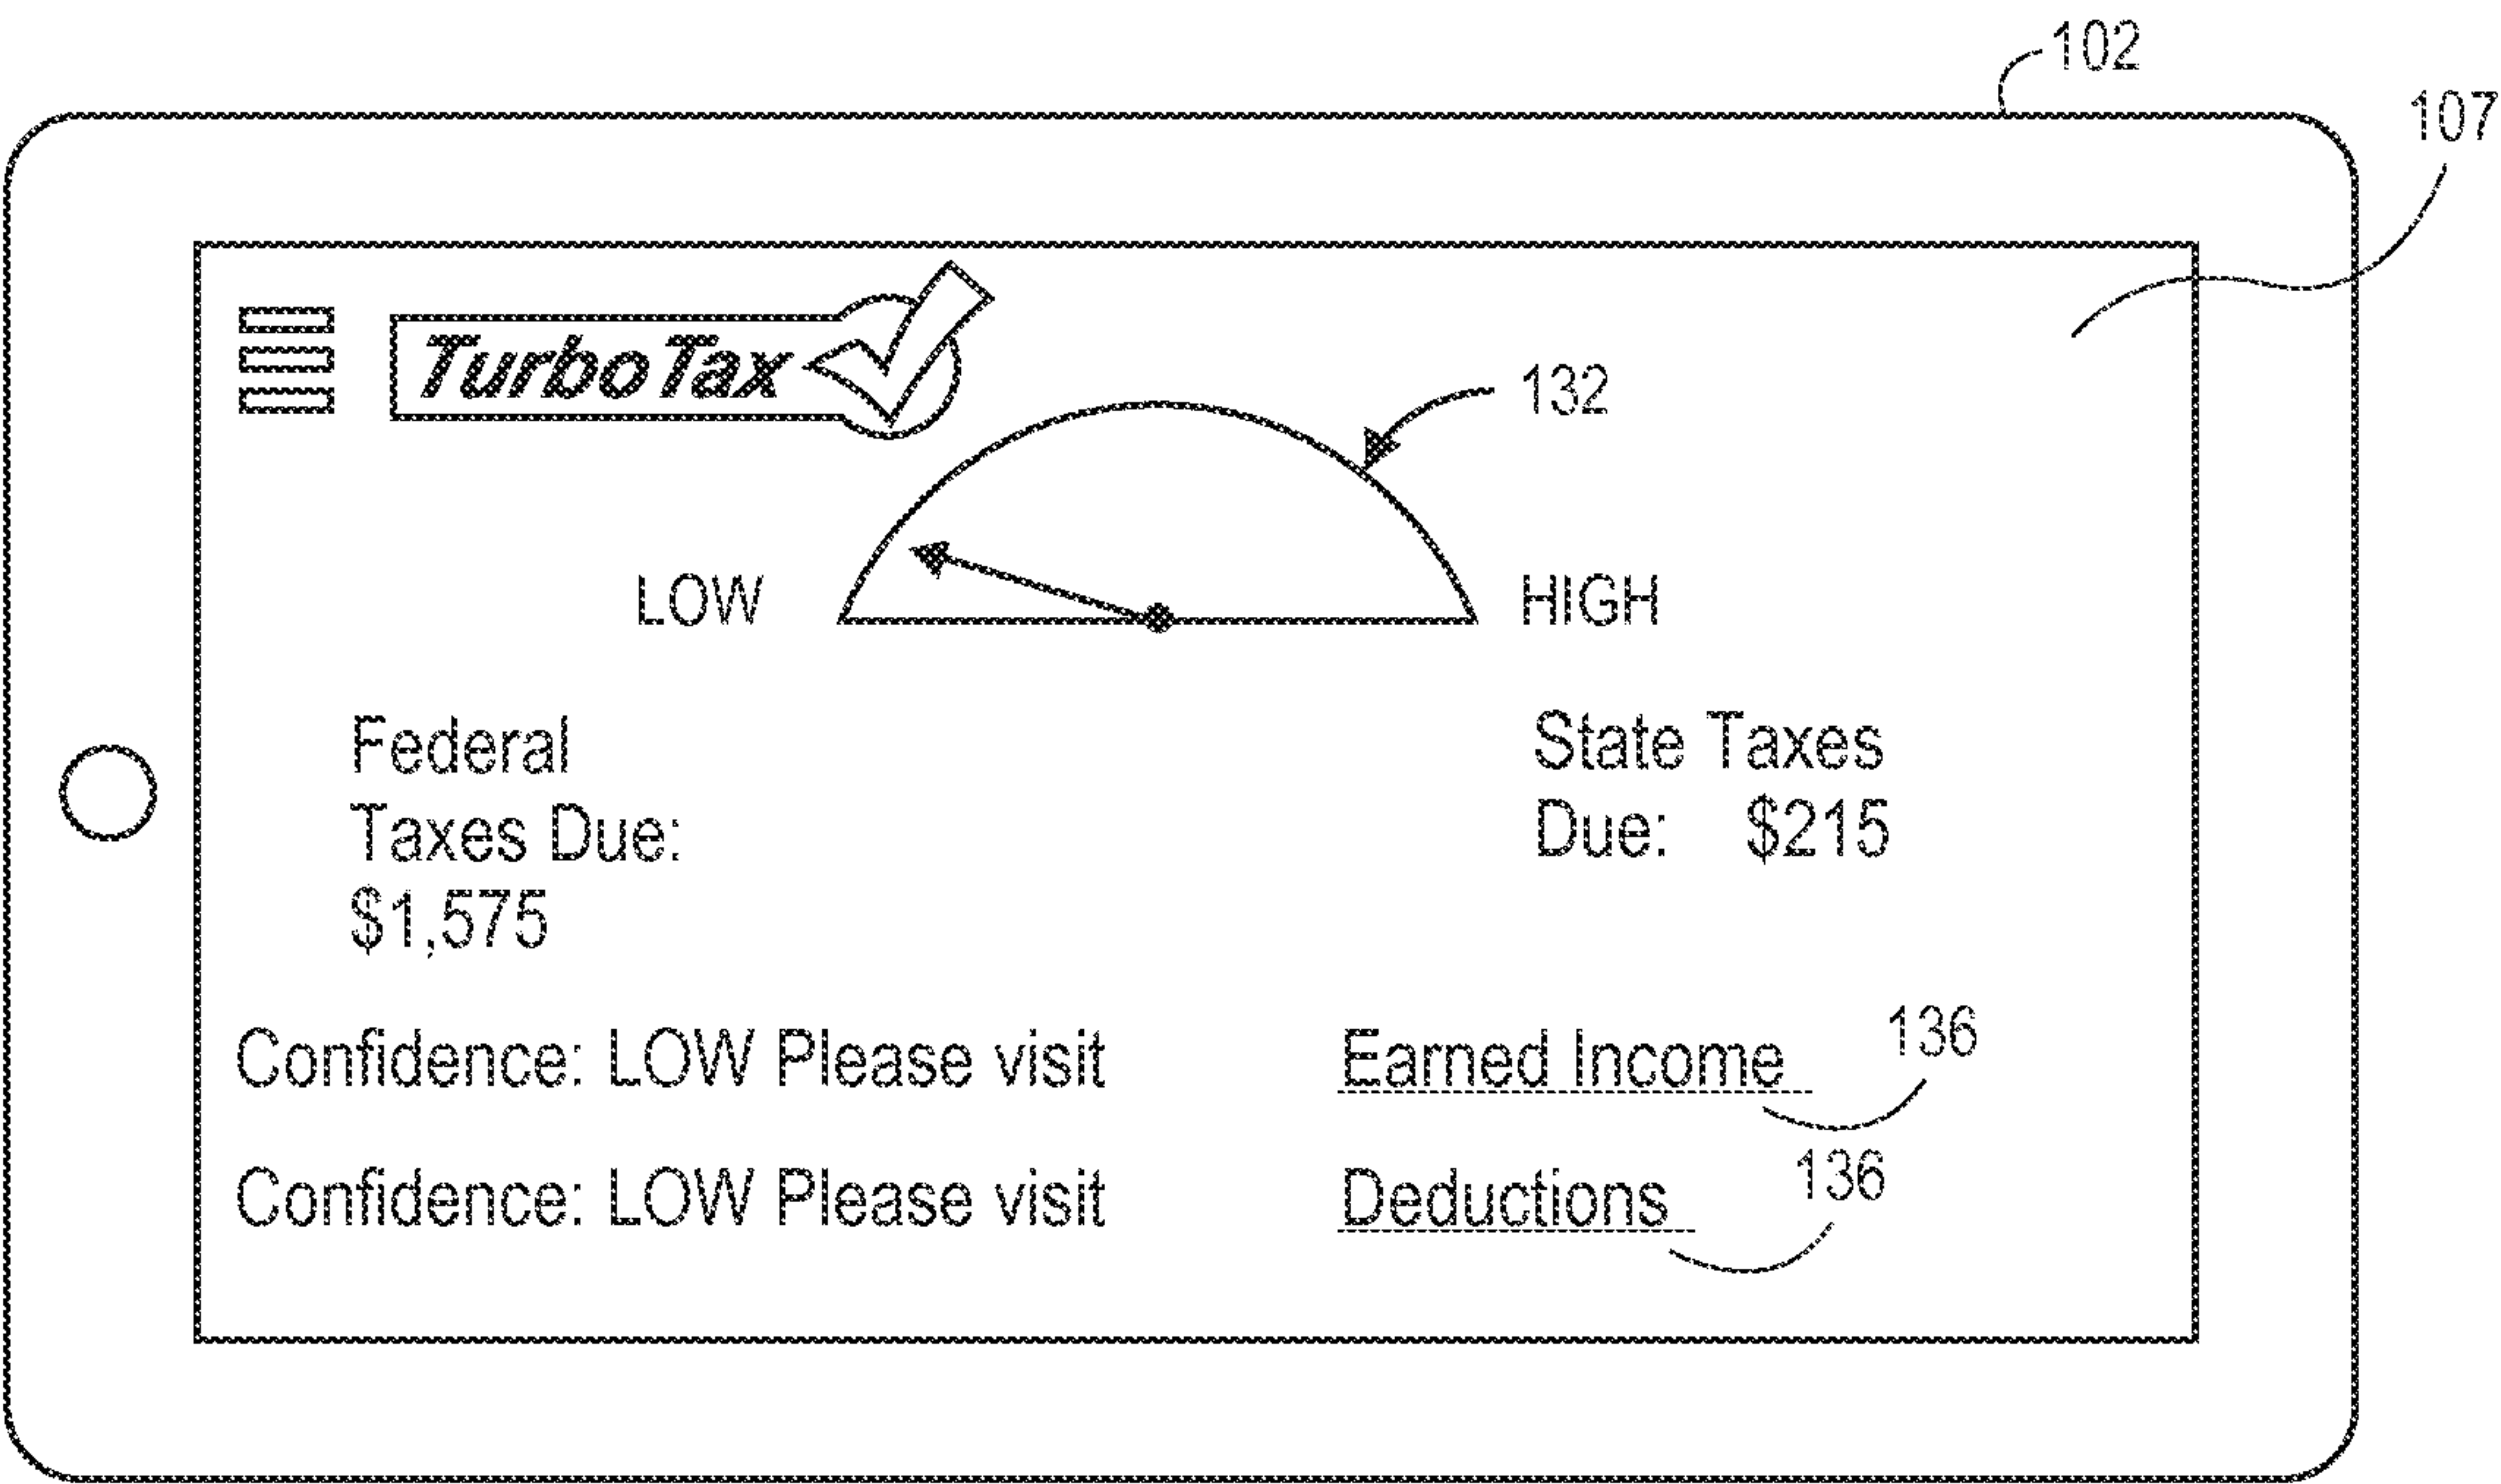 102
107
TurboTax
132
LOW
HIGH
Federal
Taxes Due:
$1,575
State Taxes
Due: $215
Confidence: LOW Please visit Earned Income
136
Confidence: LOW Please visit Deductions
136